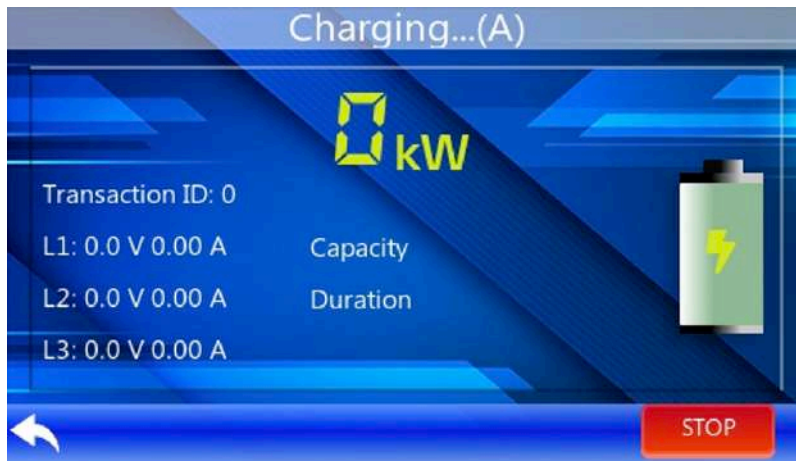 Charging...(A)
0 kW
Transaction ID: 0
L1: 0.0 V 0.00 A
Capacity
L2: 0.0 V 0.00 A
Duration
L3: 0.0 V 0.00 A
STOP